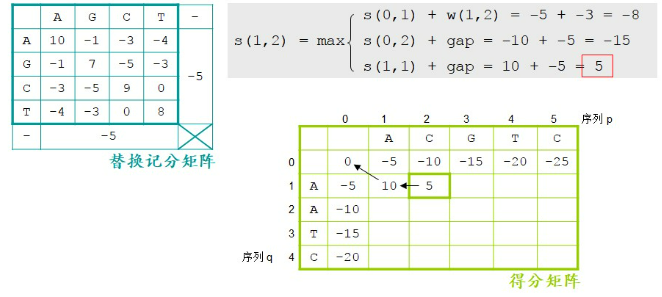 A G C T -
A 10 -1 -3 -4
G -1 7 -5 -3
C -3 -5 9 0
T -4 -3 0 8
-5
- -5
替换记分矩阵
s(0,1) + w(1,2) = -5 + -3 = -8
s(1,2) = max{ s(0,2) + gap = -10 + -5 = -15
s(1,1) + gap = 10 + -5 = 5
0 1 2 3 4 5 序列p
A C G T C
0 0 -5 -10 -15 -20 -25
1 A -5 10 5
2 A -10
3 T -15
序列q 4 C -20
得分矩阵